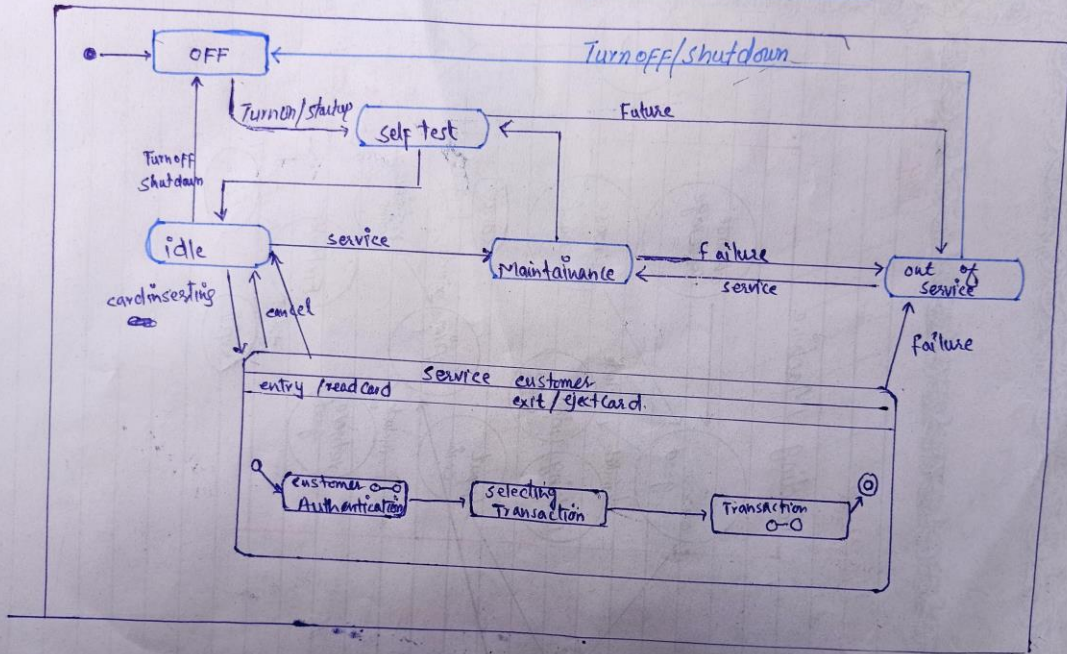 OFF
Turnoff/shutdown
Turnon/startup
self test
Future
Turnoff
Shutdown
idle
service
Maintainance
failure
service
out of
service
cardinserting
cancel
failure
Service customer
entry /readcard
exit / ejectcard.
customer
Authentication
selecting
Transaction
Transaction